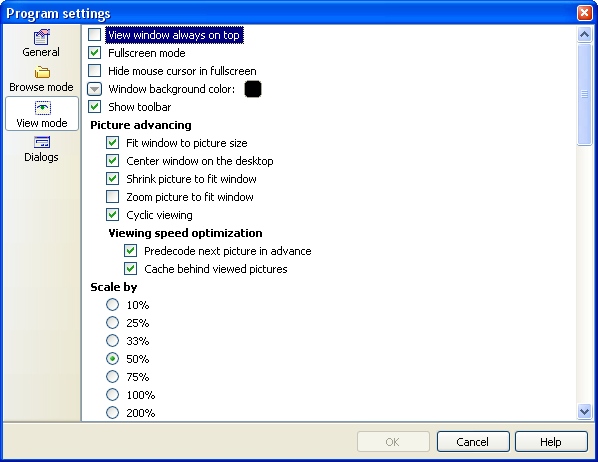 Program settings
General
Browse mode
View mode
Dialogs
View window always on top
Fullscreen mode
Hide mouse cursor in fullscreen
Window background color:
Show toolbar
Picture advancing
Fit window to picture size
Center window on the desktop
Shrink picture to fit window
Zoom picture to fit window
Cyclic viewing
Viewing speed optimization
Predecode next picture in advance
Cache behind viewed pictures
Scale by
10%
25%
33%
50%
75%
100%
200%
OK
Cancel
Help